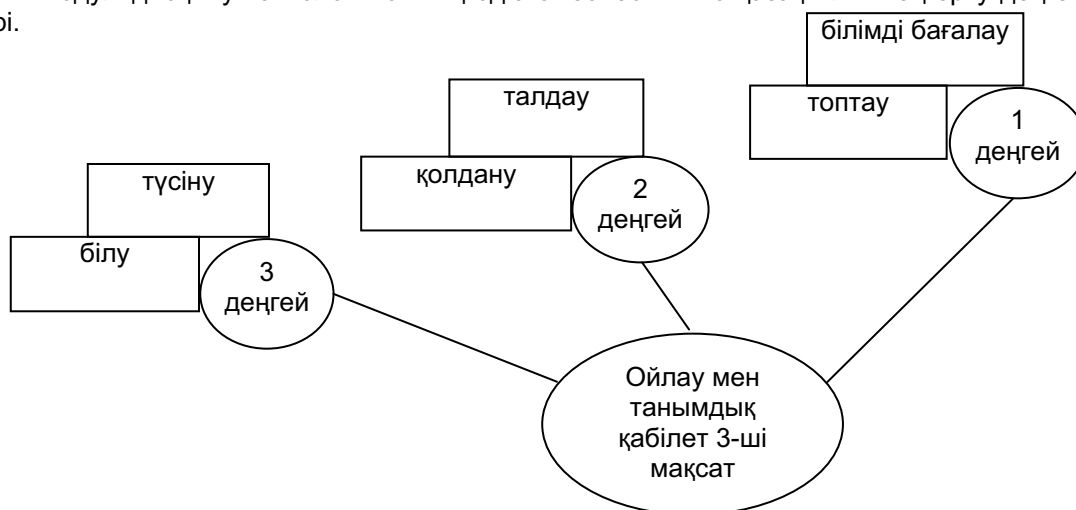 рі.
білімді бағалау
топтау
1
деңгей
талдау
қолдану
2
деңгей
түсіну
білу
3
деңгей
Ойлау мен
танымдық
қабілет 3-ші
мақсат